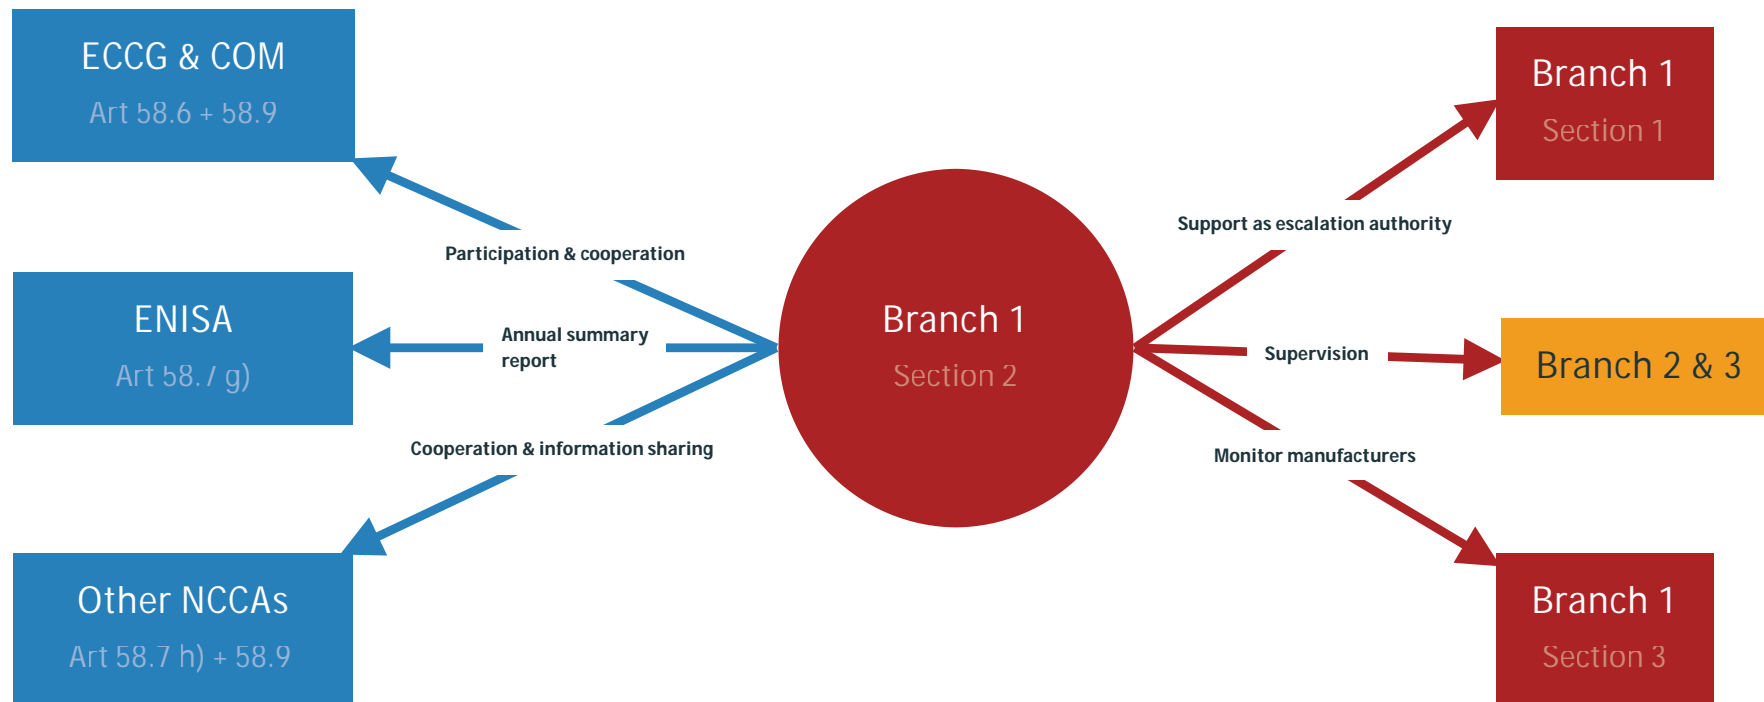 ECCG & COM
Art 58.6 + 58.9
Participation & cooperation
ENISA
Art 58.7 g)
Annual summary
report
Cooperation & information sharing
Other NCCAs
Art 58.7 h) + 58.9
Branch 1
Section 2
Branch 1
Section 1
Support as escalation authority
Supervision
Branch 2 & 3
Monitor manufacturers
Branch 1
Section 3